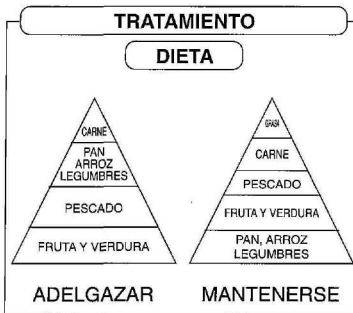 TRATAMIENTO
DIETA
CARNE
PAN
ARROZ
LEGUMBRES
PESCADO
FRUTA Y VERDURA
ADELGAZAR
GRASA
CARNE
PESCADO
FRUTA Y VERDURA
PAN, ARROZ
LEGUMBRES
MANTENERSE